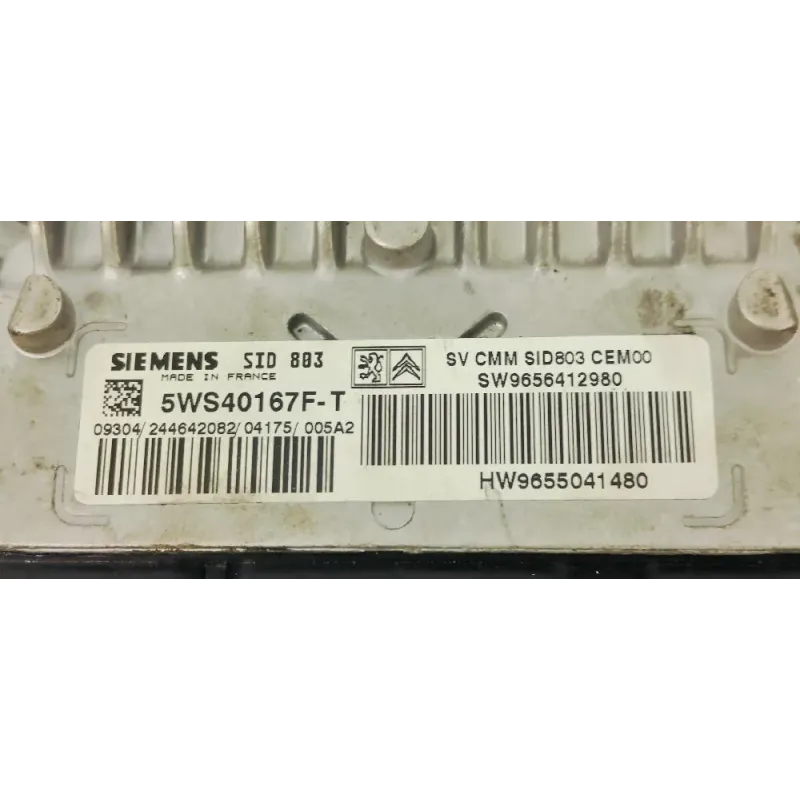 SIEMENS SID 803
MADE IN FRANCE
5WS40167F-T
09304/244642082/04175/005A2
SV CMM SID803 CEM00
SW9656412980
HW9655041480